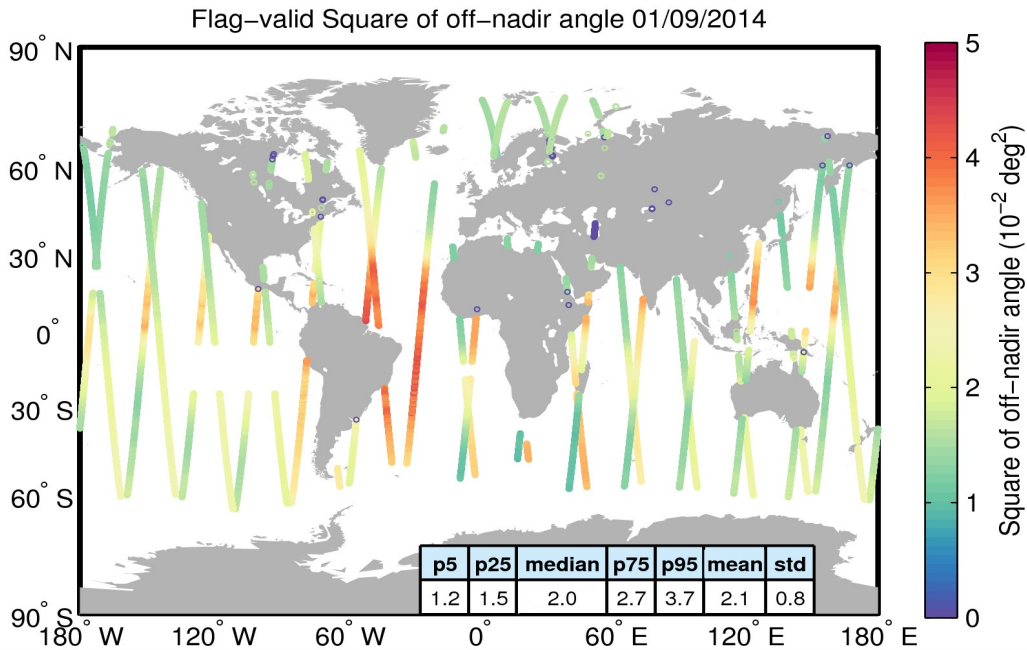 Flag−valid Square of off−nadir angle 01/09/2014
90° N
60° N
30° N
0°
30° S
60° S
90° S
180° W
120° W
60° W
0°
60° E
120° E
180° E
p5 p25 median p75 p95 mean std
1.2 1.5 2.0 2.7 3.7 2.1 0.8
5
4
3
2
1
0
Square of off−nadir angle (10⁻² deg²)